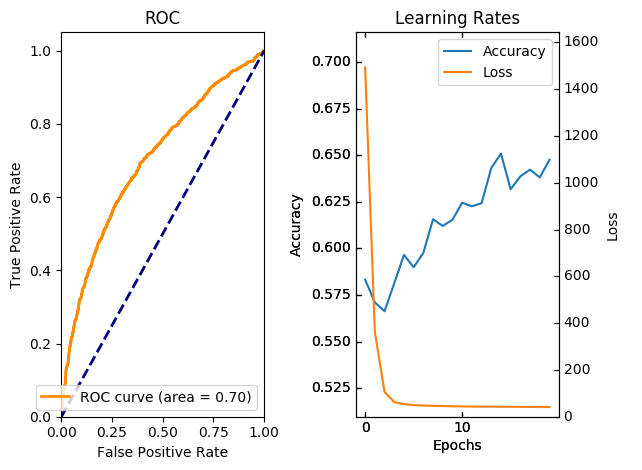 ROC
1.0
0.8
0.6
0.4
0.2
0.0
True Positive Rate
0.00 0.25 0.50 0.75 1.00
False Positive Rate
ROC curve (area = 0.70)
Learning Rates
Accuracy
Loss
0.700
0.675
0.650
0.625
0.600
0.575
0.550
0.525
Accuracy
1600
1400
1200
1000
800
600
400
200
0
Loss
0 10
Epochs